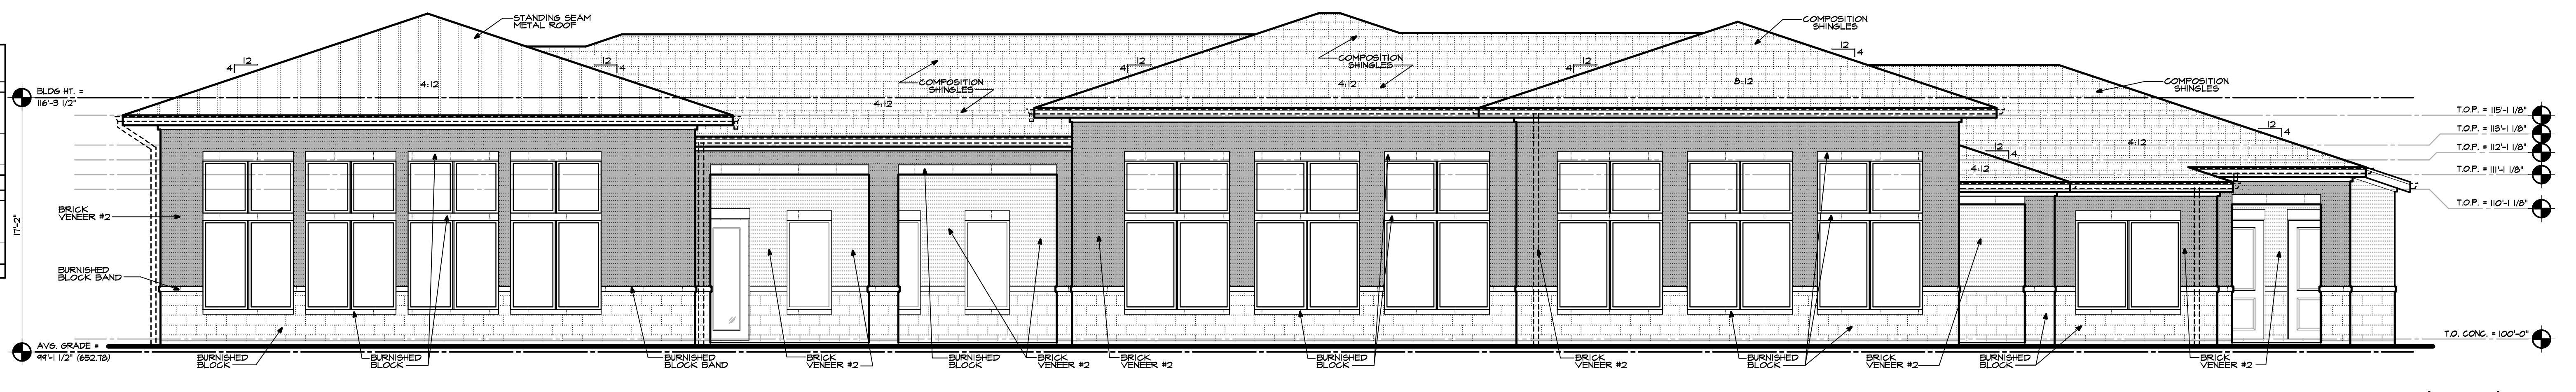 STANDING SEAM
METAL ROOF
COMPOSITION
SHINGLES
12
4
12
4
12
4
COMPOSITION
SHINGLES
12
4
12
4
COMPOSITION
SHINGLES
4:12
COMPOSITION
SHINGLES
4:12
4:12
8:12
BLDG HT. =
116'-3 1/2"
T.O.P. = 115'-1 1/8"
T.O.P. = 113'-1 1/8"
12
4
4:12
T.O.P. = 112'-1 1/8"
12
4
4:12
T.O.P. = 111'-1 1/8"
T.O.P. = 110'-1 1/8"
BRICK
VENEER #2
17'-2"
BURNISHED
BLOCK BAND
T.O. CONC. = 100'-0"
AVG. GRADE =
99'-1 1/2" (652.78)
BURNISHED
BLOCK
BURNISHED
BLOCK
BURNISHED
BLOCK BAND
BRICK
VENEER #2
BURNISHED
BLOCK
BRICK
VENEER #2
BRICK
VENEER #2
BURNISHED
BLOCK
BRICK
VENEER #2
BURNISHED
BLOCK
BRICK
VENEER #2
BURNISHED
BLOCK
BRICK
VENEER #2